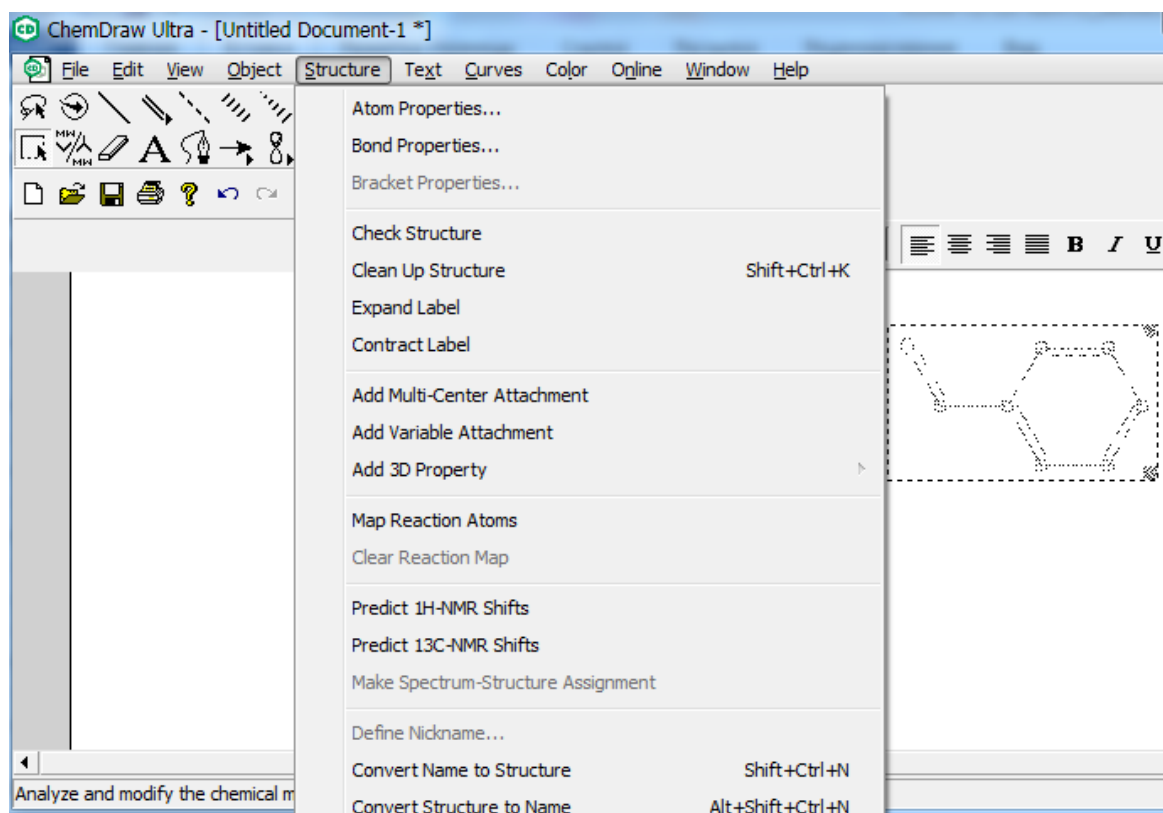 ChemDraw Ultra - [Untitled Document-1 *]
File Edit View Object Structure Text Curves Color Online Window Help
MW
MW
A
B I U
Atom Properties...
Bond Properties...
Bracket Properties...
Check Structure
Clean Up Structure Shift+Ctrl+K
Expand Label
Contract Label
Add Multi-Center Attachment
Add Variable Attachment
Add 3D Property
Map Reaction Atoms
Clear Reaction Map
Predict 1H-NMR Shifts
Predict 13C-NMR Shifts
Make Spectrum-Structure Assignment
Define Nickname...
Convert Name to Structure Shift+Ctrl+N
Convert Structure to Name Alt+Shift+Ctrl+N
Analyze and modify the chemical m